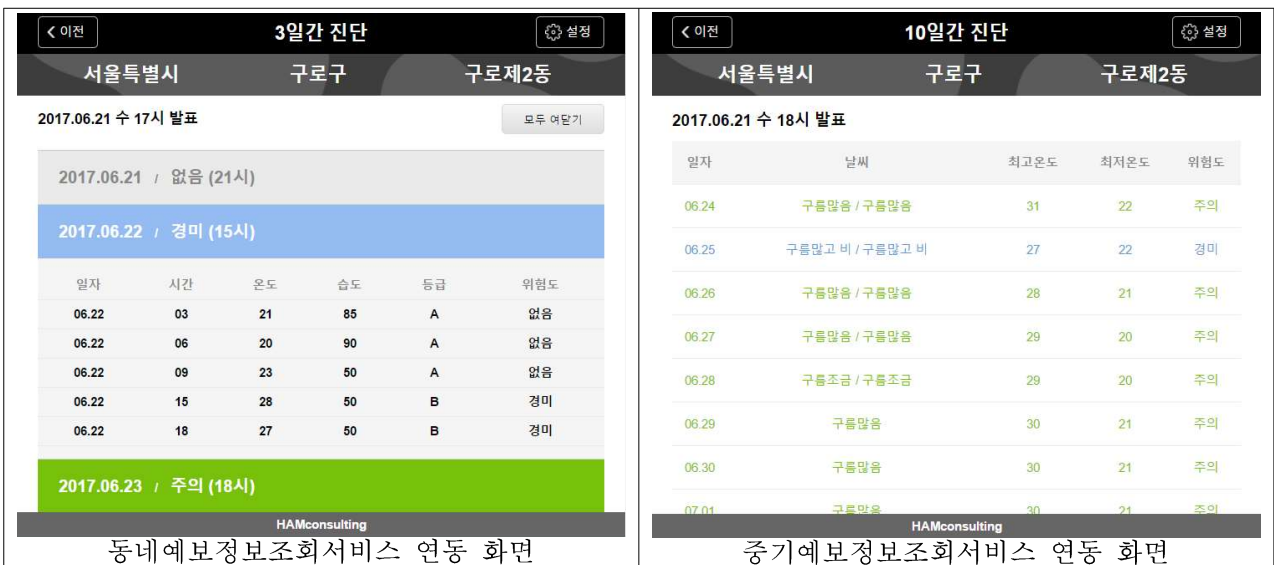 이전
3일간 진단
설정
서울특별시 구로구 구로제2동
2017.06.21 수 17시 발표
모두 여닫기
2017.06.21 / 없음 (21시)
2017.06.22 / 경미 (15시)
일자 시간 온도 습도 등급 위험도
06.22 03 21 85 A 없음
06.22 06 20 90 A 없음
06.22 09 23 50 A 없음
06.22 15 28 50 B 경미
06.22 18 27 50 B 경미
2017.06.23 / 주의 (18시)
HAMconsulting
동네예보정보조회서비스 연동 화면
이전
10일간 진단
설정
서울특별시 구로구 구로제2동
2017.06.21 수 18시 발표
일자 날씨 최고온도 최저온도 위험도
06.24 구름많음 / 구름많음 31 22 주의
06.25 구름많고 비 / 구름많고 비 27 22 경미
06.26 구름많음 / 구름많음 28 21 주의
06.27 구름많음 / 구름많음 29 20 주의
06.28 구름조금 / 구름조금 29 20 주의
06.29 구름많음 30 21 주의
06.30 구름많음 30 21 주의
07.01 구름많음 30 21 주의
HAMconsulting
중기예보정보조회서비스 연동 화면